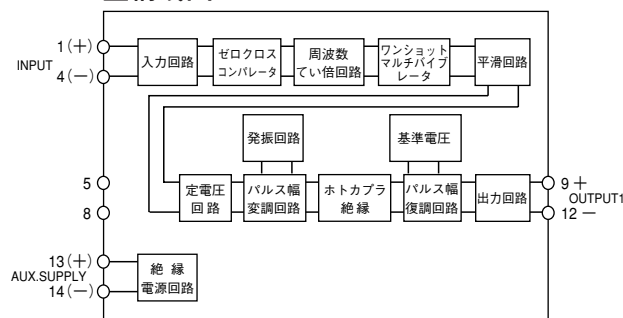 1(+)
INPUT
4(−)
入力回路
ゼロクロス
コンパレータ
周波数
てい倍回路
ワンショット
マルチバイブ
レータ
平滑回路
発振回路
基準電圧
5
8
定電圧
回 路
パルス幅
変調回路
ホトカプラ
絶 縁
パルス幅
復調回路
出力回路
9 +
OUTPUT1
12 −
13(+)
AUX.SUPPLY
14(−)
絶 縁
電源回路